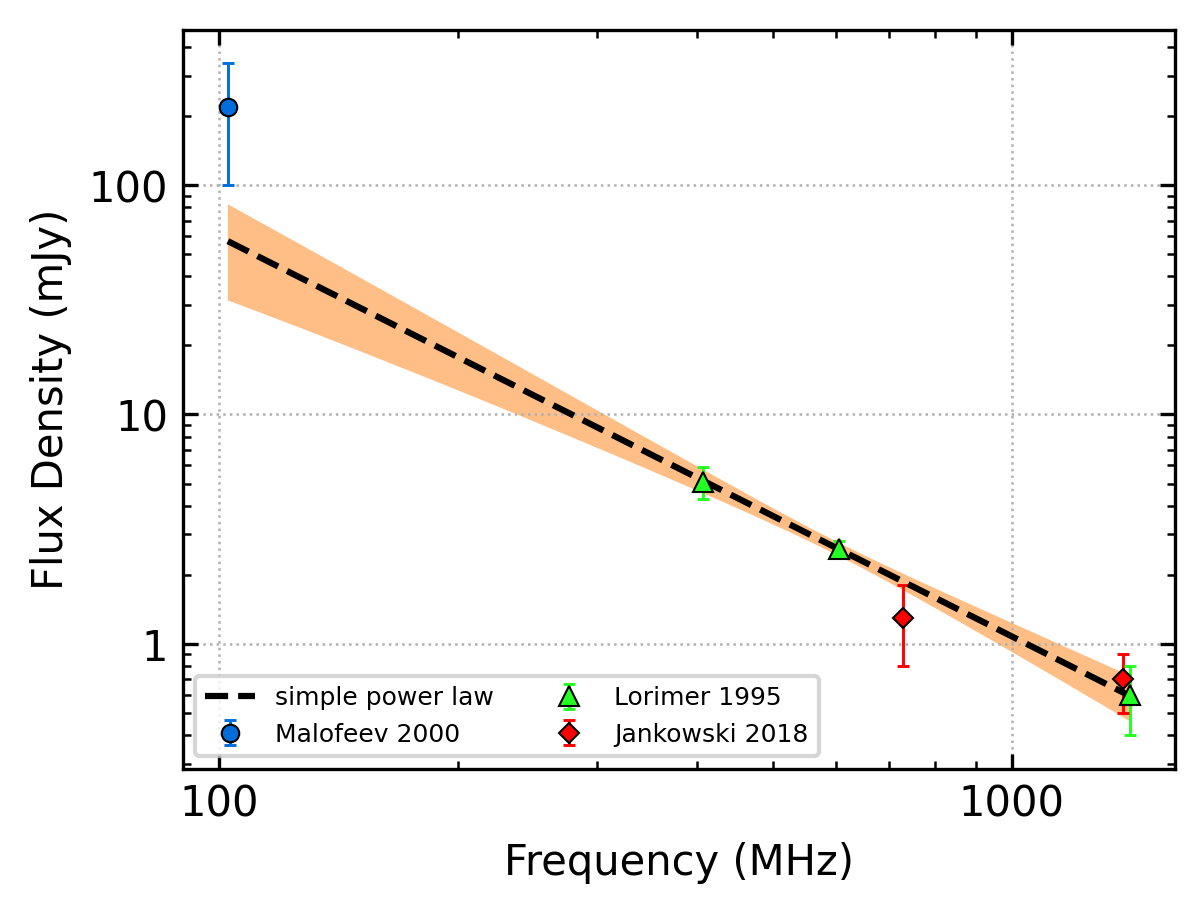 Flux Density (mJy)
100
10
1
simple power law
Malofeev 2000
Lorimer 1995
Jankowski 2018
100
1000
Frequency (MHz)